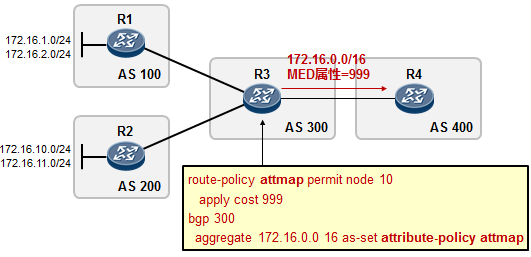 R1
172.16.1.0/24
172.16.2.0/24
AS 100
172.16.0.0/16
MED属性=999
R3
R4
AS 300
AS 400
R2
172.16.10.0/24
172.16.11.0/24
AS 200
route-policy attmap permit node 10
apply cost 999
bgp 300
aggregate 172.16.0.0 16 as-set attribute-policy attmap